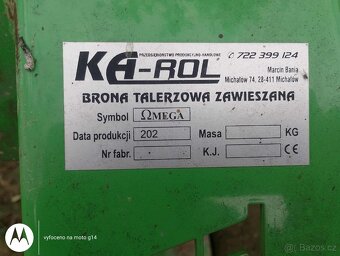 KA-ROL
PRZEDSIĘBIORSTWO PRODUKCYJNO-HANDLOWE
722 399 124
Marcin Bania
Michałów 74, 28-411 Michałów
BRONA TALERZOWA ZAWIESZANA
Symbol ΩMEGA
Data produkcji 202 Masa KG
Nr fabr. K.J. CE
vyfoceno na moto g14
bazos.cz